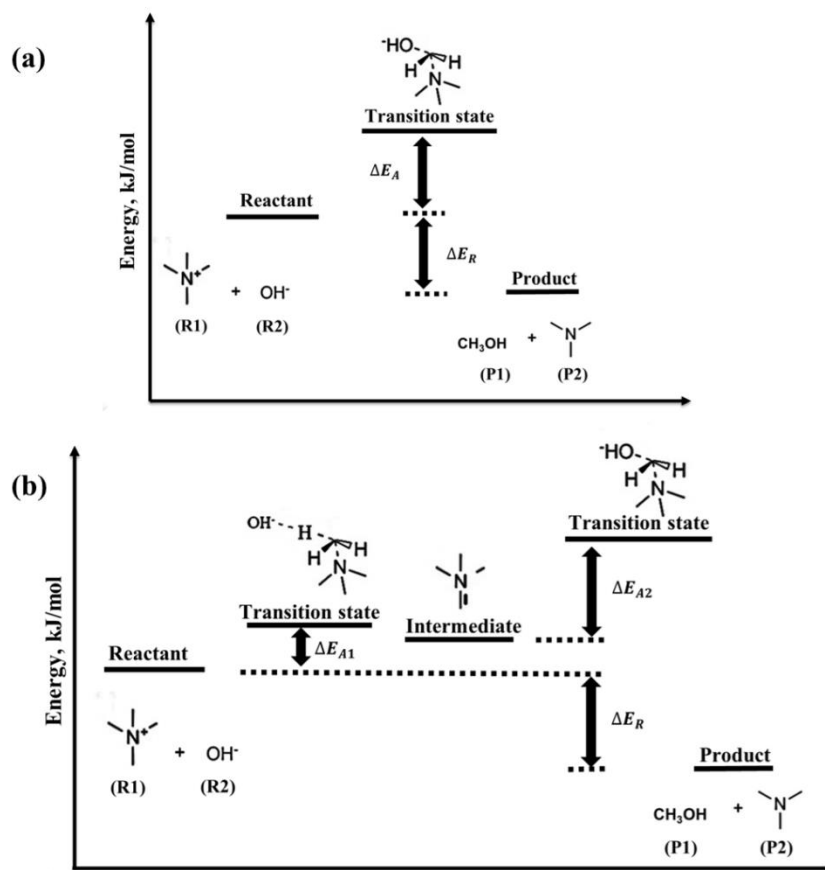 (a)
Energy, kJ/mol
⁻HO
H
H
N
Transition state
ΔE_A
Reactant
ΔE_R
Product
N⁺
+
OH⁻
(R1)
(R2)
CH₃OH
+
N
(P1)
(P2)
(b)
Energy, kJ/mol
⁻HO
H
H
N
Transition state
OH⁻
H
H
H
N
Transition state
N
Intermediate
ΔE_A2
Reactant
ΔE_A1
ΔE_R
N⁺
+
OH⁻
(R1)
(R2)
Product
CH₃OH
+
N
(P1)
(P2)